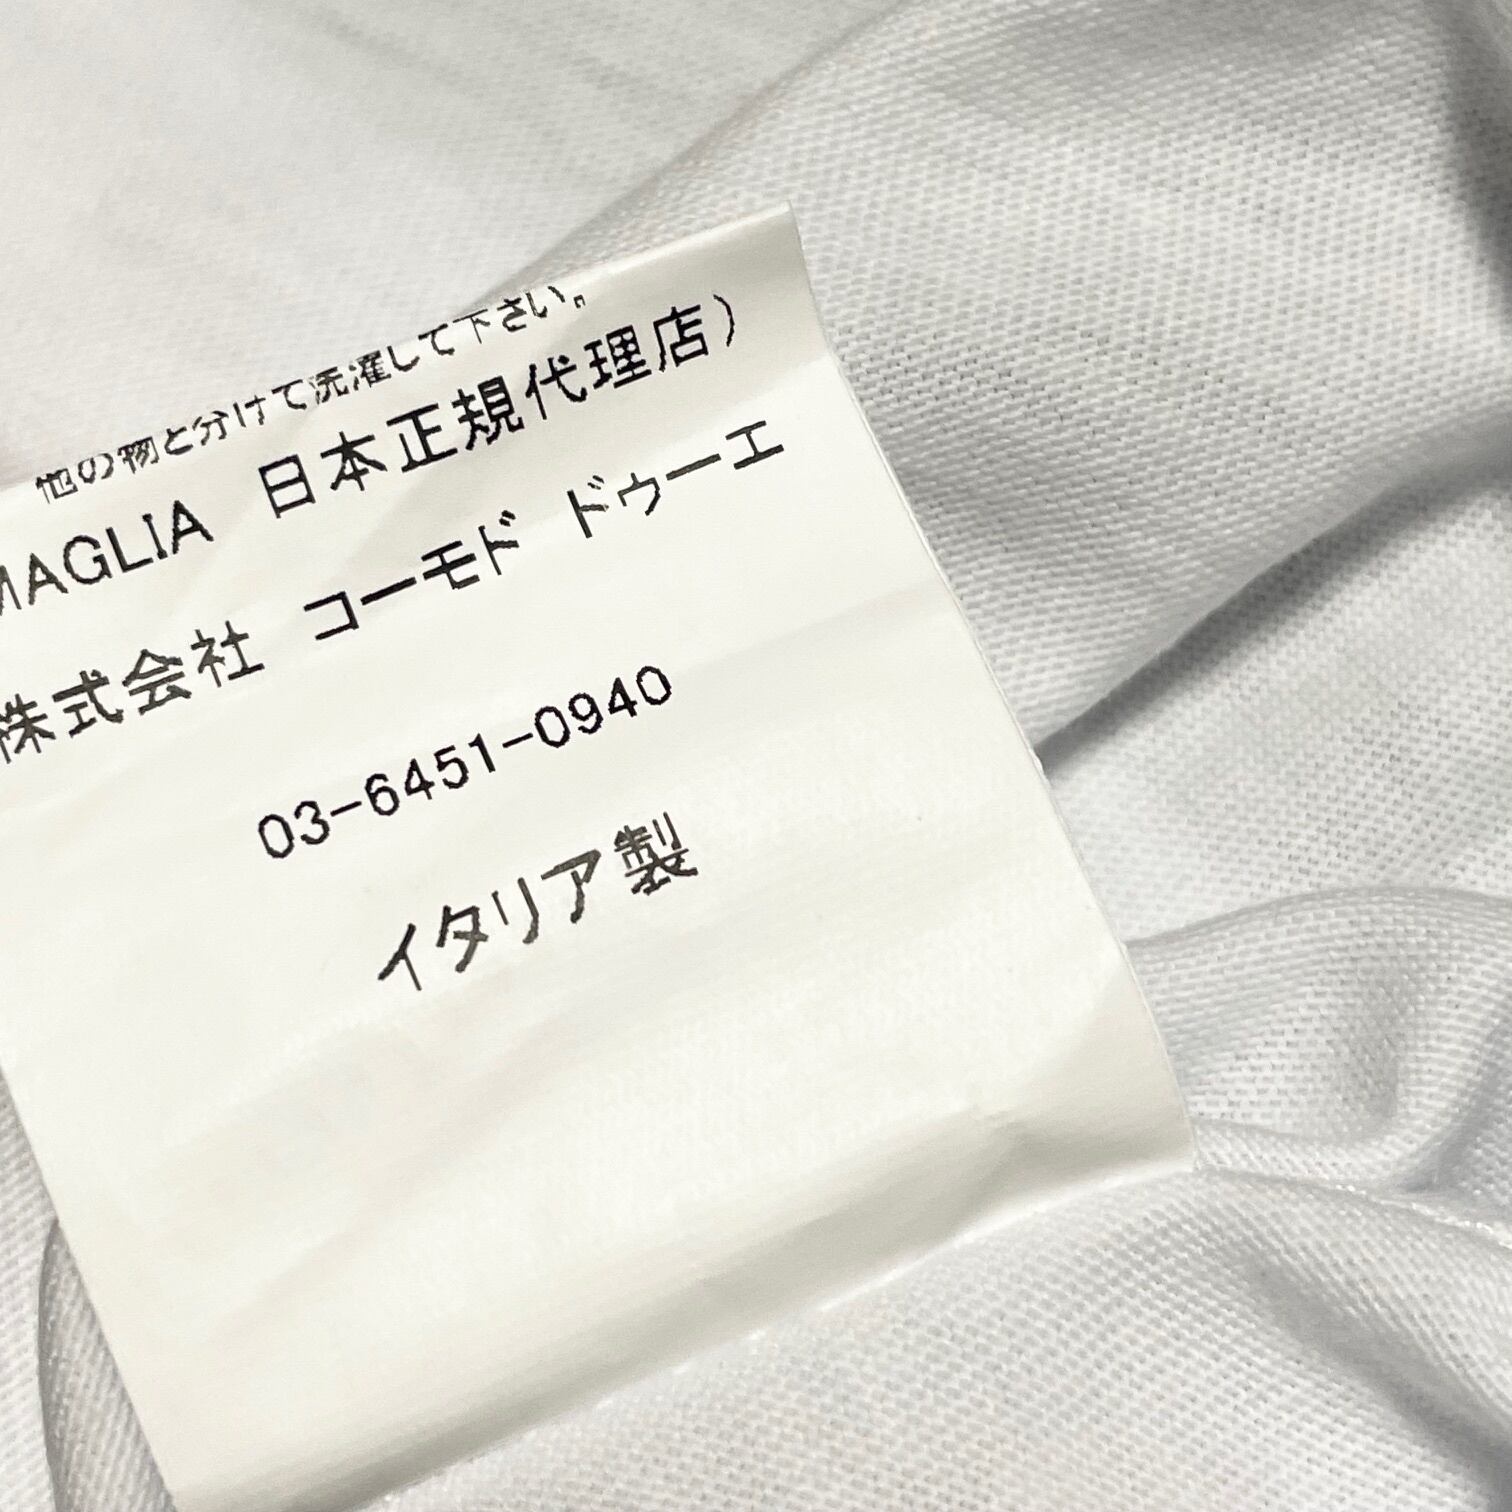 他の物と分けて洗濯して下さい。
MAGLIA 日本正規代理店)
株式会社 コーモド ドゥーエ
03-6451-0940
イタリア製